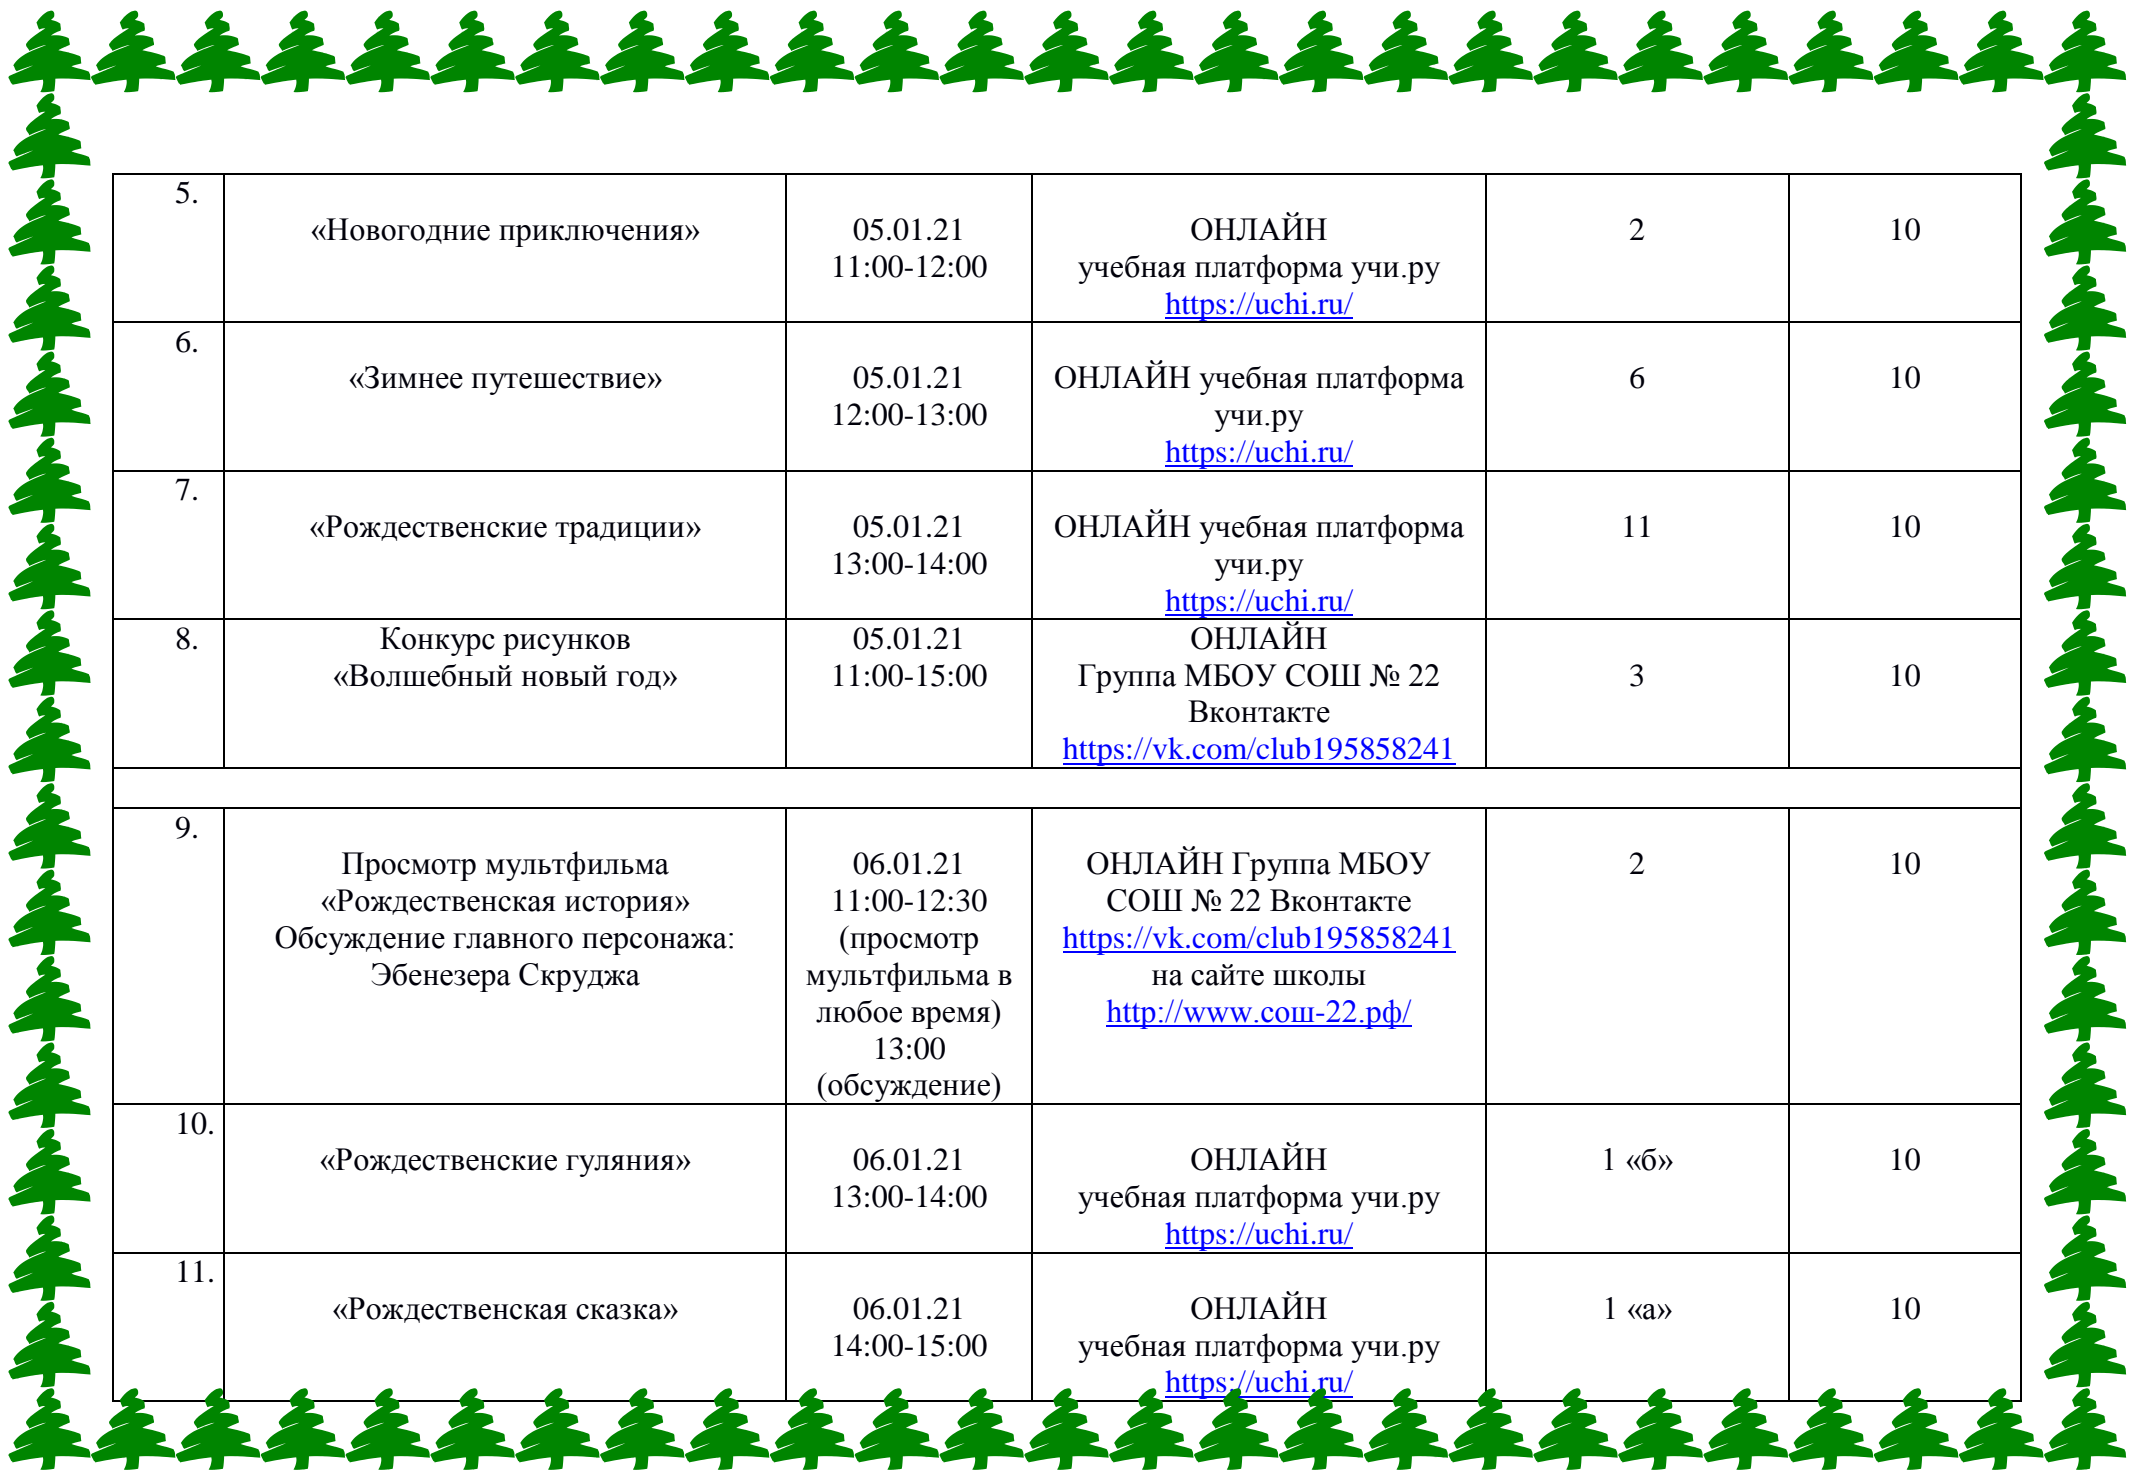 5.
«Новогодние приключения»
05.01.21
11:00-12:00
ОНЛАЙН
учебная платформа учи.ру
https://uchi.ru/
2
10
6.
«Зимнее путешествие»
05.01.21
12:00-13:00
ОНЛАЙН учебная платформа
учи.ру
https://uchi.ru/
6
10
7.
«Рождественские традиции»
05.01.21
13:00-14:00
ОНЛАЙН учебная платформа
учи.ру
https://uchi.ru/
11
10
8.
Конкурс рисунков
«Волшебный новый год»
05.01.21
11:00-15:00
ОНЛАЙН
Группа МБОУ СОШ № 22
Вконтакте
https://vk.com/club195858241
3
10
9.
Просмотр мультфильма
«Рождественская история»
Обсуждение главного персонажа:
Эбенезера Скруджа
06.01.21
11:00-12:30
(просмотр
мультфильма в
любое время)
13:00
(обсуждение)
ОНЛАЙН Группа МБОУ
СОШ № 22 Вконтакте
https://vk.com/club195858241
на сайте школы
http://www.сош-22.рф/
2
10
10.
«Рождественские гуляния»
06.01.21
13:00-14:00
ОНЛАЙН
учебная платформа учи.ру
https://uchi.ru/
1 «б»
10
11.
«Рождественская сказка»
06.01.21
14:00-15:00
ОНЛАЙН
учебная платформа учи.ру
https://uchi.ru/
1 «а»
10